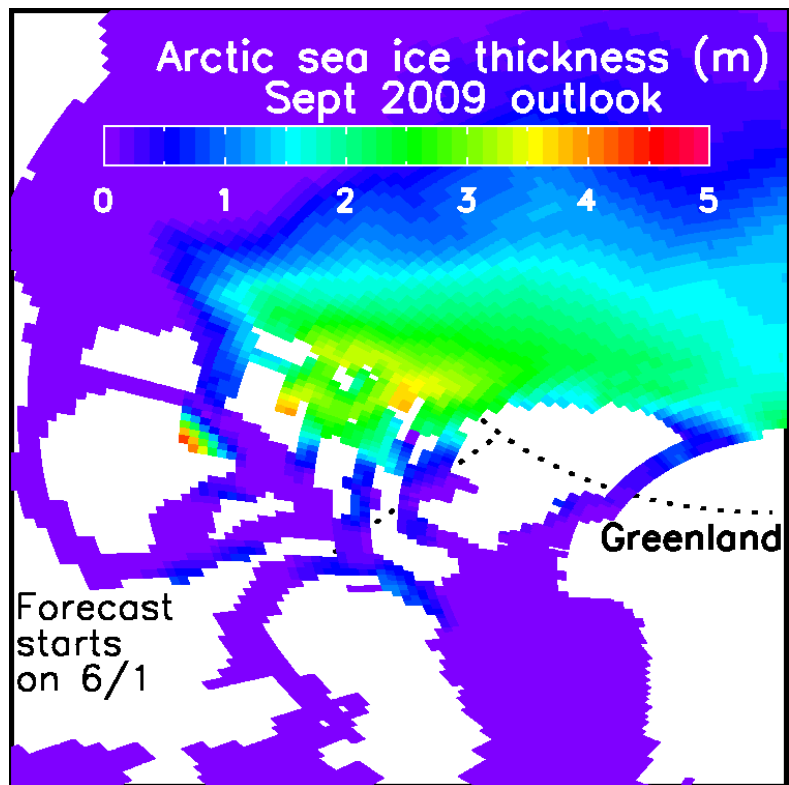 Arctic sea ice thickness (m)
Sept 2009 outlook
0 1 2 3 4 5
Greenland
Forecast
starts
on 6/1